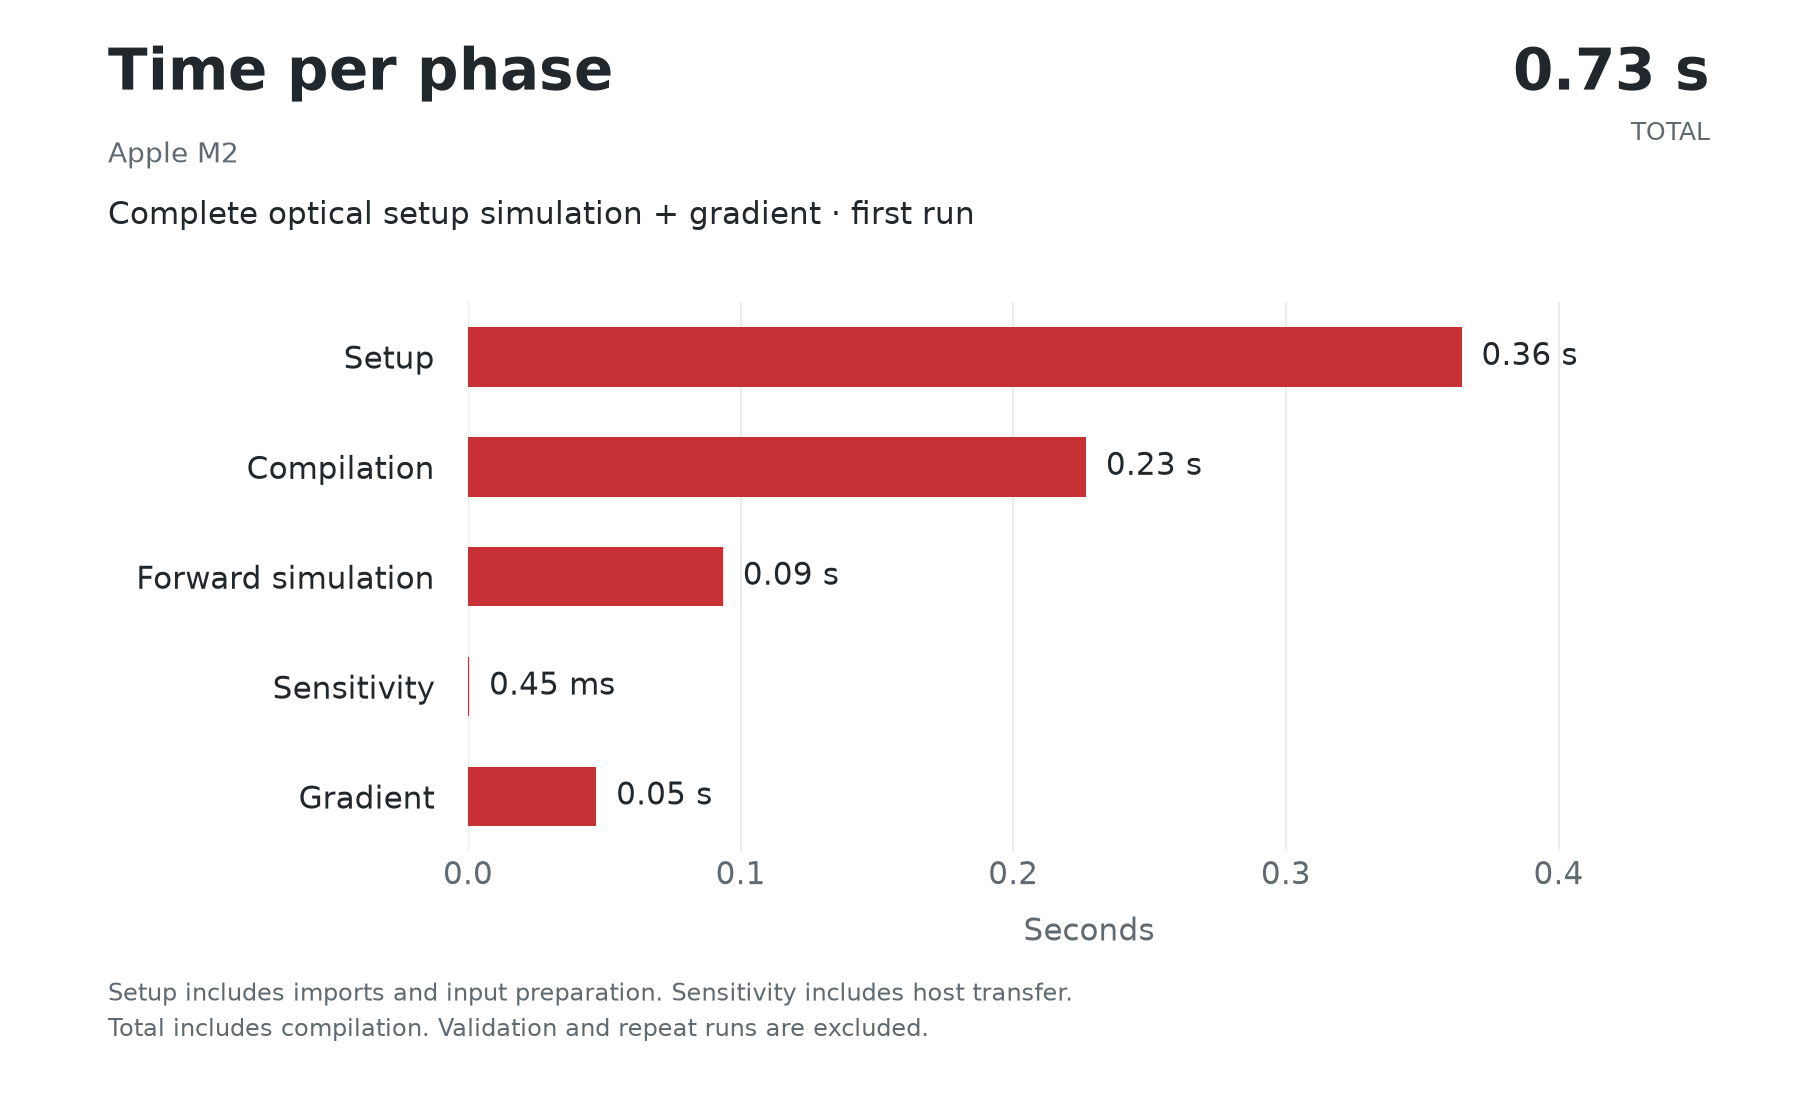 Time per phase
0.73 s
TOTAL
Apple M2
Complete optical setup simulation + gradient · first run
Setup
0.36 s
Compilation
0.23 s
Forward simulation
0.09 s
Sensitivity
0.45 ms
Gradient
0.05 s
0.0 0.1 0.2 0.3 0.4
Seconds
Setup includes imports and input preparation. Sensitivity includes host transfer.
Total includes compilation. Validation and repeat runs are excluded.